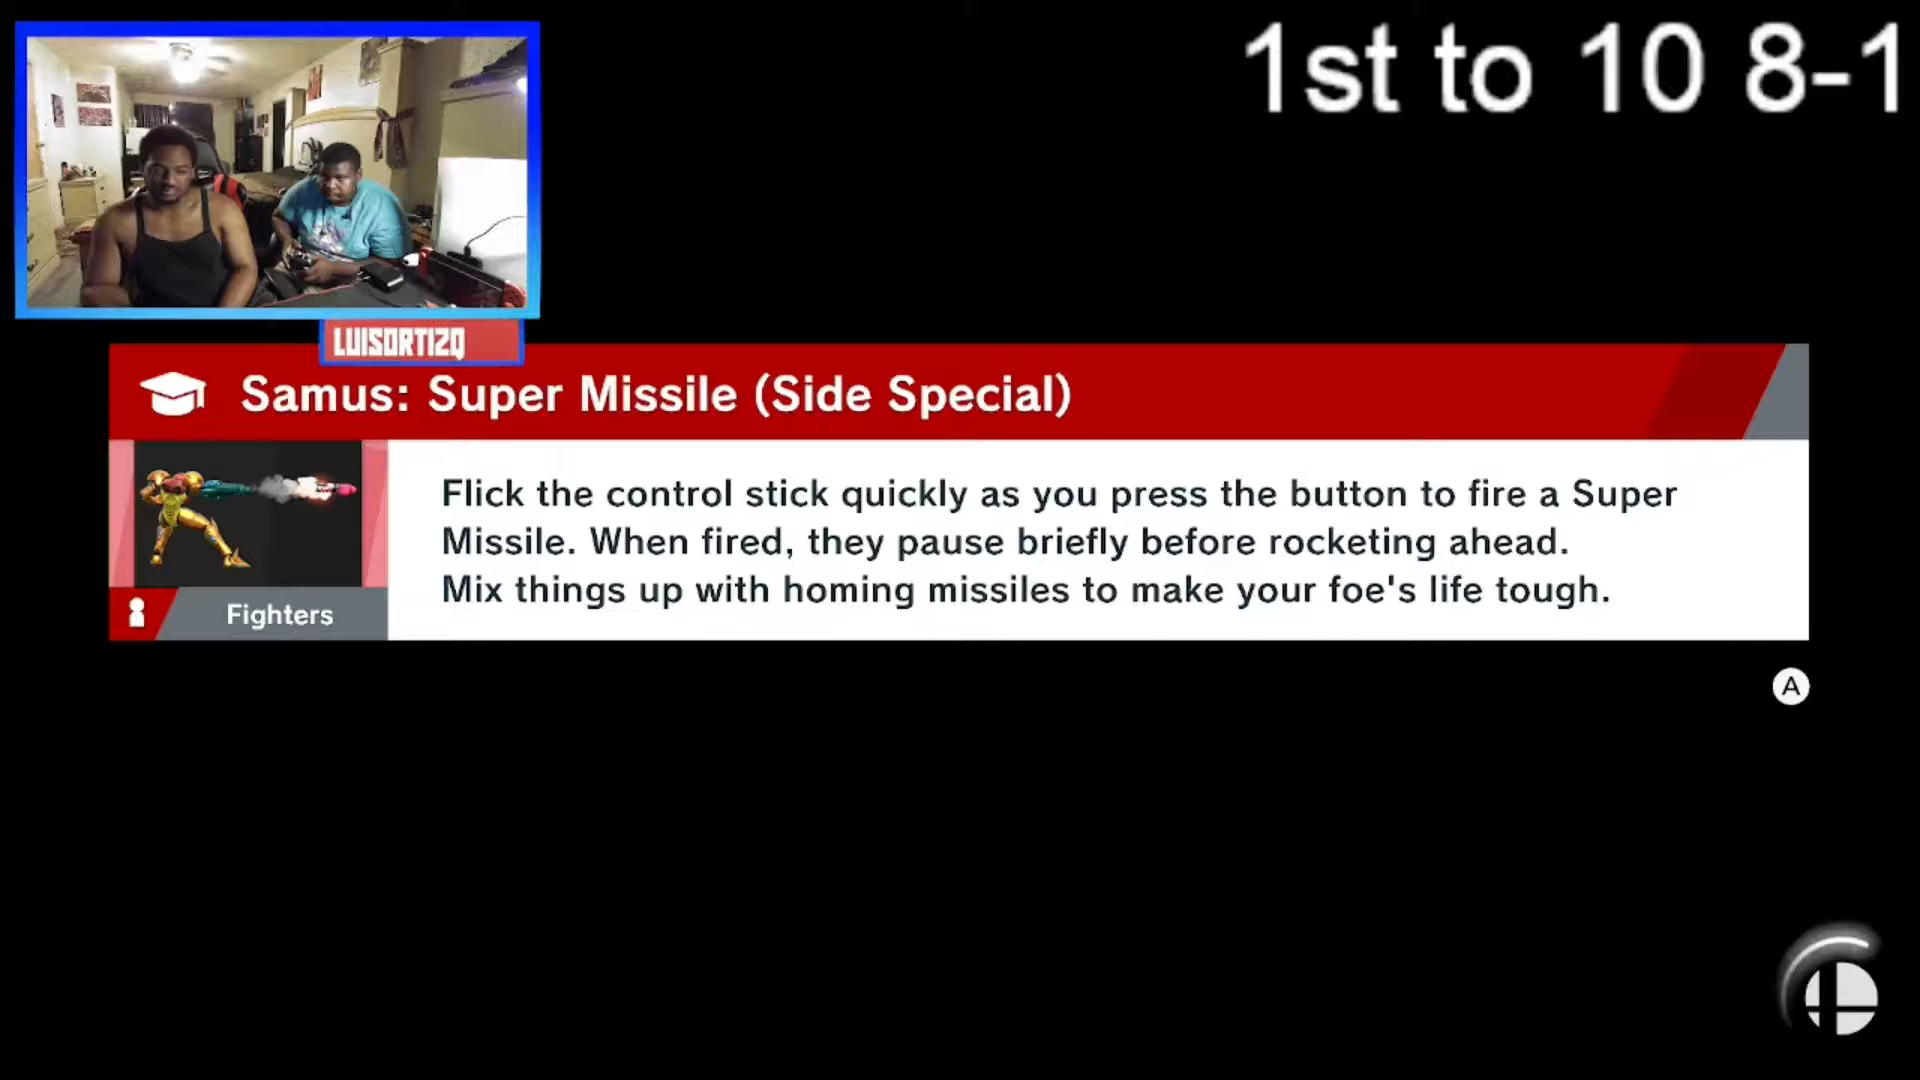 1st to 10 8-1
LUISORTIZQ
Samus: Super Missile (Side Special)
Flick the control stick quickly as you press the button to fire a Super
Missile. When fired, they pause briefly before rocketing ahead.
Mix things up with homing missiles to make your foe's life tough.
Fighters
A